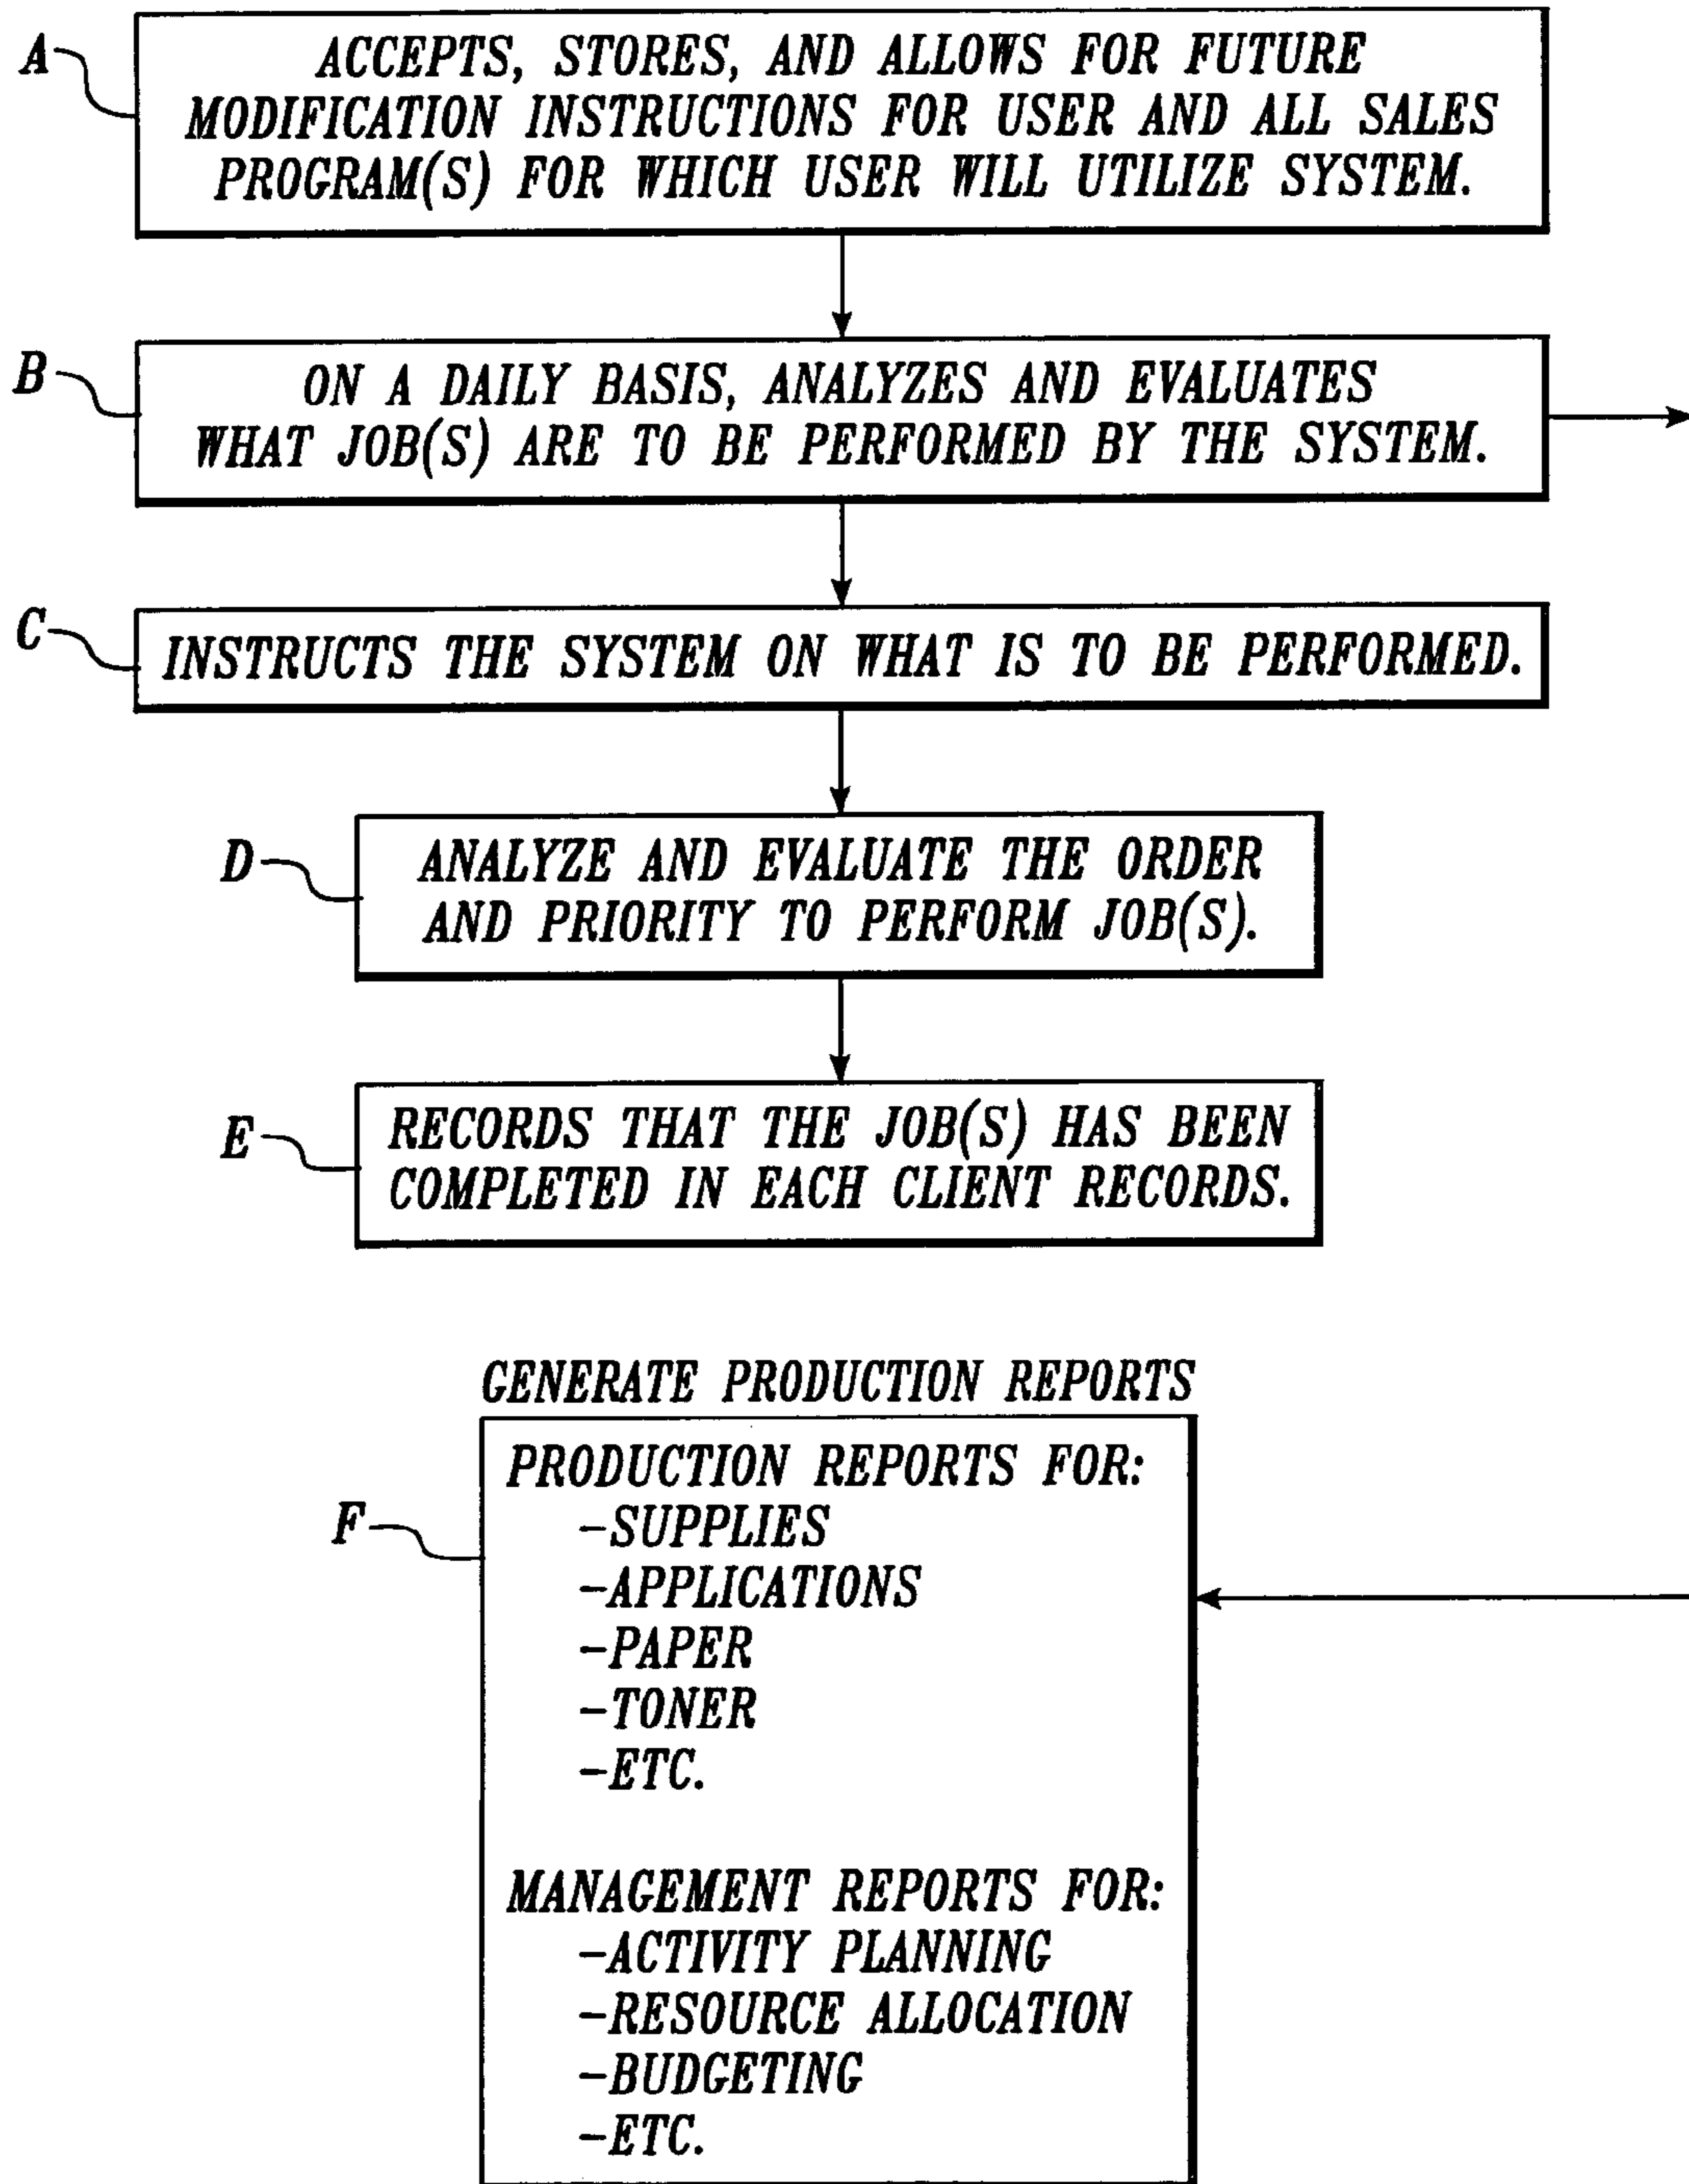 A
ACCEPTS, STORES, AND ALLOWS FOR FUTURE
MODIFICATION INSTRUCTIONS FOR USER AND ALL SALES
PROGRAM(S) FOR WHICH USER WILL UTILIZE SYSTEM.
B
ON A DAILY BASIS, ANALYZES AND EVALUATES
WHAT JOB(S) ARE TO BE PERFORMED BY THE SYSTEM.
C
INSTRUCTS THE SYSTEM ON WHAT IS TO BE PERFORMED.
D
ANALYZE AND EVALUATE THE ORDER
AND PRIORITY TO PERFORM JOB(S).
E
RECORDS THAT THE JOB(S) HAS BEEN
COMPLETED IN EACH CLIENT RECORDS.
GENERATE PRODUCTION REPORTS
F
PRODUCTION REPORTS FOR:
-SUPPLIES
-APPLICATIONS
-PAPER
-TONER
-ETC.
MANAGEMENT REPORTS FOR:
-ACTIVITY PLANNING
-RESOURCE ALLOCATION
-BUDGETING
-ETC.